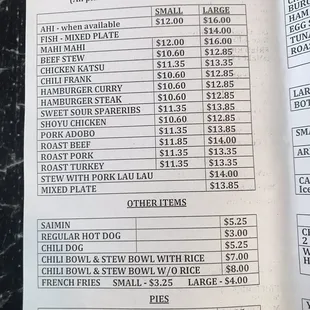 SMALL LARGE
AHI - when available $12.00 $16.00
FISH - MIXED PLATE $14.00
MAHI MAHI $12.00 $16.00
BEEF STEW $10.60 $12.85
CHICKEN KATSU $11.35 $13.35
CHILI FRANK $10.60 $12.85
HAMBURGER CURRY $10.60 $12.85
HAMBURGER STEAK $10.60 $12.85
SWEET SOUR SPARERIBS $11.35 $13.85
SHOYU CHICKEN $10.60 $12.85
PORK ADOBO $11.35 $13.85
ROAST BEEF $11.85 $14.00
ROAST PORK $11.35 $13.35
ROAST TURKEY $11.35 $13.35
STEW WITH PORK LAU LAU $14.00
MIXED PLATE $13.85
OTHER ITEMS
SAIMIN $5.25
REGULAR HOT DOG $3.00
CHILI DOG $5.25
CHILI BOWL & STEW BOWL WITH RICE $7.00
CHILI BOWL & STEW BOWL W/O RICE $8.00
FRENCH FRIES SMALL - $3.25 LARGE - $4.00
PIES
HAM
EGG
TUNA
ROAS
LAR
BOT
SMA